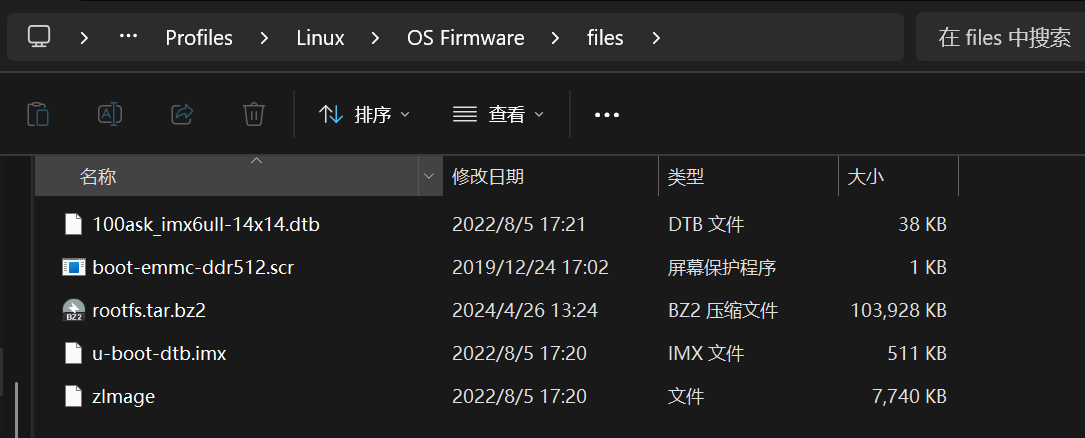 Profiles Linux OS Firmware files 在 files 中搜索
排序 查看
名称 修改日期 类型 大小
100ask_imx6ull-14x14.dtb 2022/8/5 17:21 DTB 文件 38 KB
boot-emmc-ddr512.scr 2019/12/24 17:02 屏幕保护程序 1 KB
BZ2 rootfs.tar.bz2 2024/4/26 13:24 BZ2 压缩文件 103,928 KB
u-boot-dtb.imx 2022/8/5 17:20 IMX 文件 511 KB
zImage 2022/8/5 17:20 文件 7,740 KB